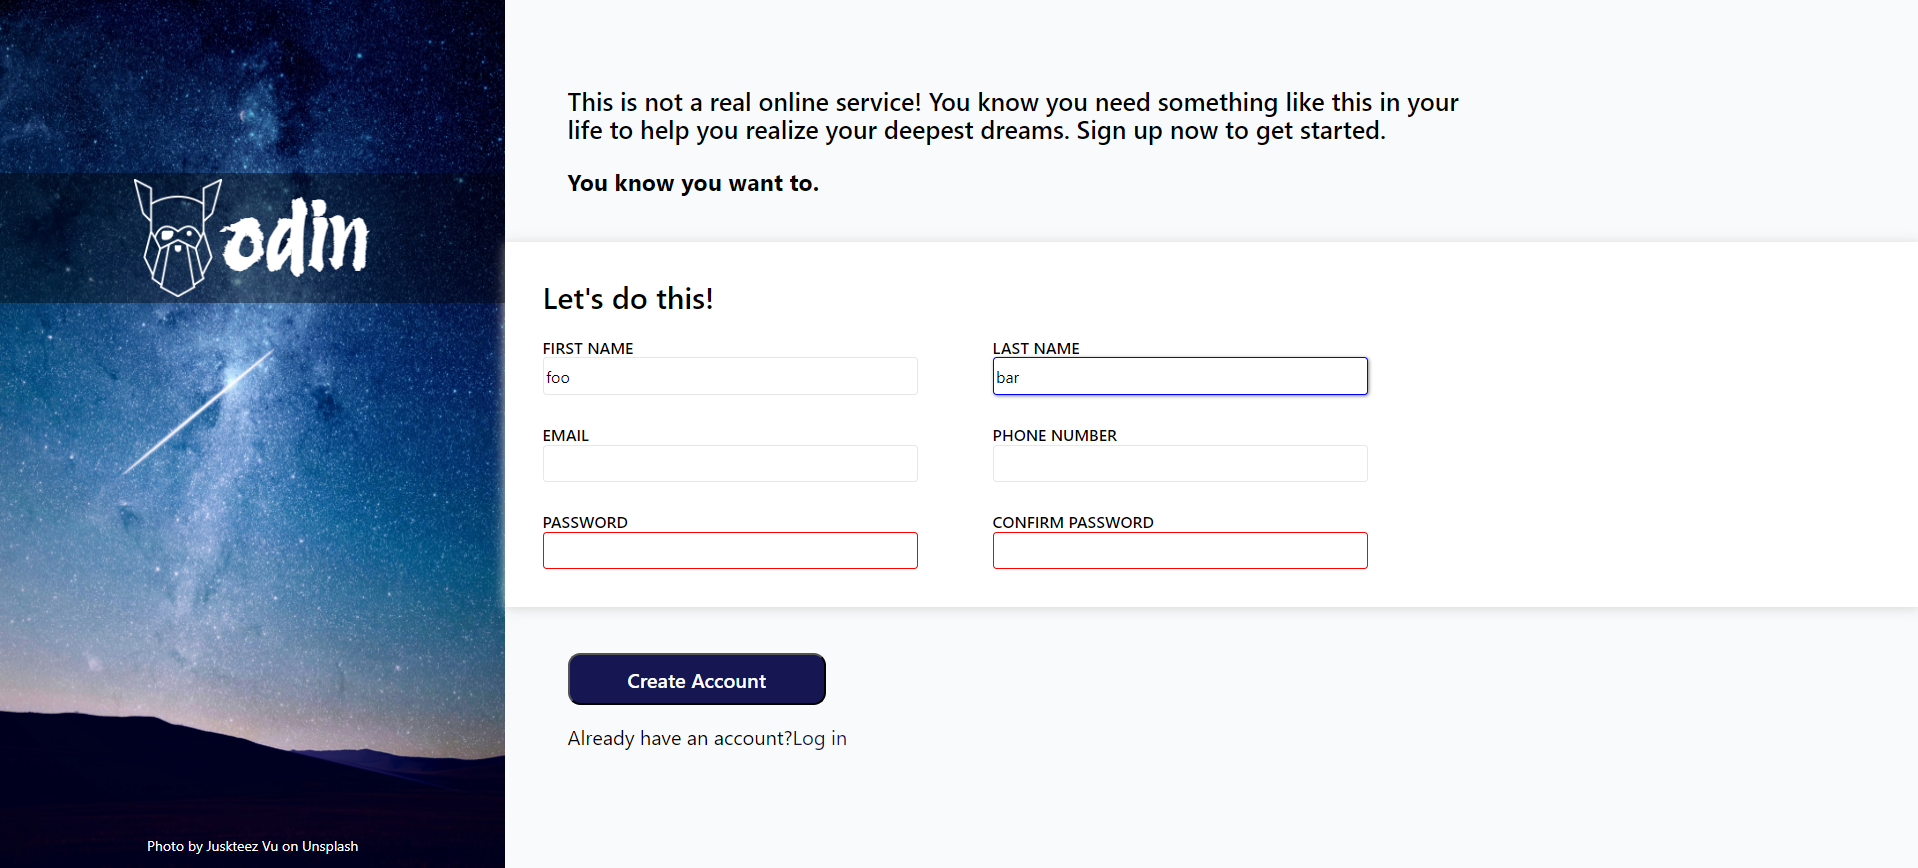 odin
This is not a real online service! You know you need something like this in your
life to help you realize your deepest dreams. Sign up now to get started.
You know you want to.
Let's do this!
FIRST NAME
foo
LAST NAME
bar
EMAIL
PHONE NUMBER
PASSWORD
CONFIRM PASSWORD
Create Account
Already have an account?Log in
Photo by Juskteez Vu on Unsplash